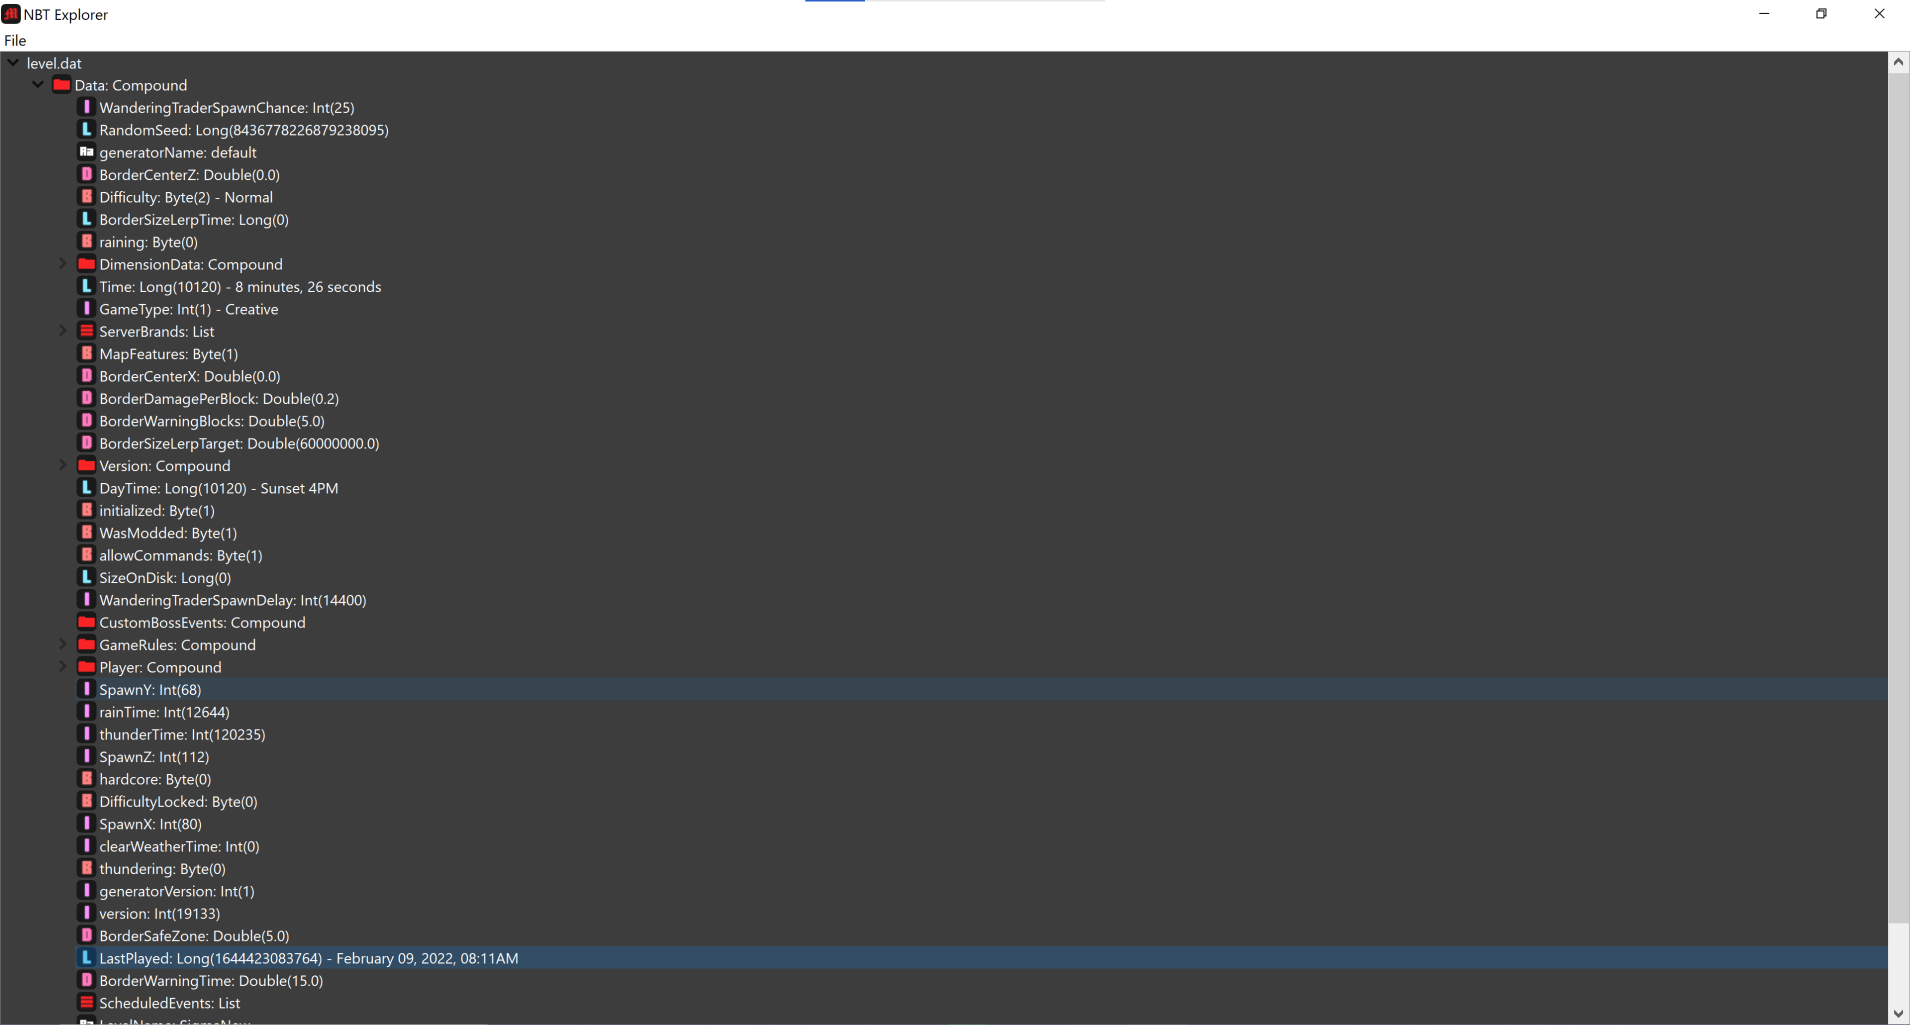 NBT Explorer
File
level.dat
Data: Compound
WanderingTraderSpawnChance: Int(25)
RandomSeed: Long(8436778226879238095)
generatorName: default
BorderCenterZ: Double(0.0)
Difficulty: Byte(2) - Normal
BorderSizeLerpTime: Long(0)
raining: Byte(0)
DimensionData: Compound
Time: Long(10120) - 8 minutes, 26 seconds
GameType: Int(1) - Creative
ServerBrands: List
MapFeatures: Byte(1)
BorderCenterX: Double(0.0)
BorderDamagePerBlock: Double(0.2)
BorderWarningBlocks: Double(5.0)
BorderSizeLerpTarget: Double(60000000.0)
Version: Compound
DayTime: Long(10120) - Sunset 4PM
initialized: Byte(1)
WasModded: Byte(1)
allowCommands: Byte(1)
SizeOnDisk: Long(0)
WanderingTraderSpawnDelay: Int(14400)
CustomBossEvents: Compound
GameRules: Compound
Player: Compound
SpawnY: Int(68)
rainTime: Int(12644)
thunderTime: Int(120235)
SpawnZ: Int(112)
hardcore: Byte(0)
DifficultyLocked: Byte(0)
SpawnX: Int(80)
clearWeatherTime: Int(0)
thundering: Byte(0)
generatorVersion: Int(1)
version: Int(19133)
BorderSafeZone: Double(5.0)
LastPlayed: Long(1644423083764) - February 09, 2022, 08:11AM
BorderWarningTime: Double(15.0)
ScheduledEvents: List